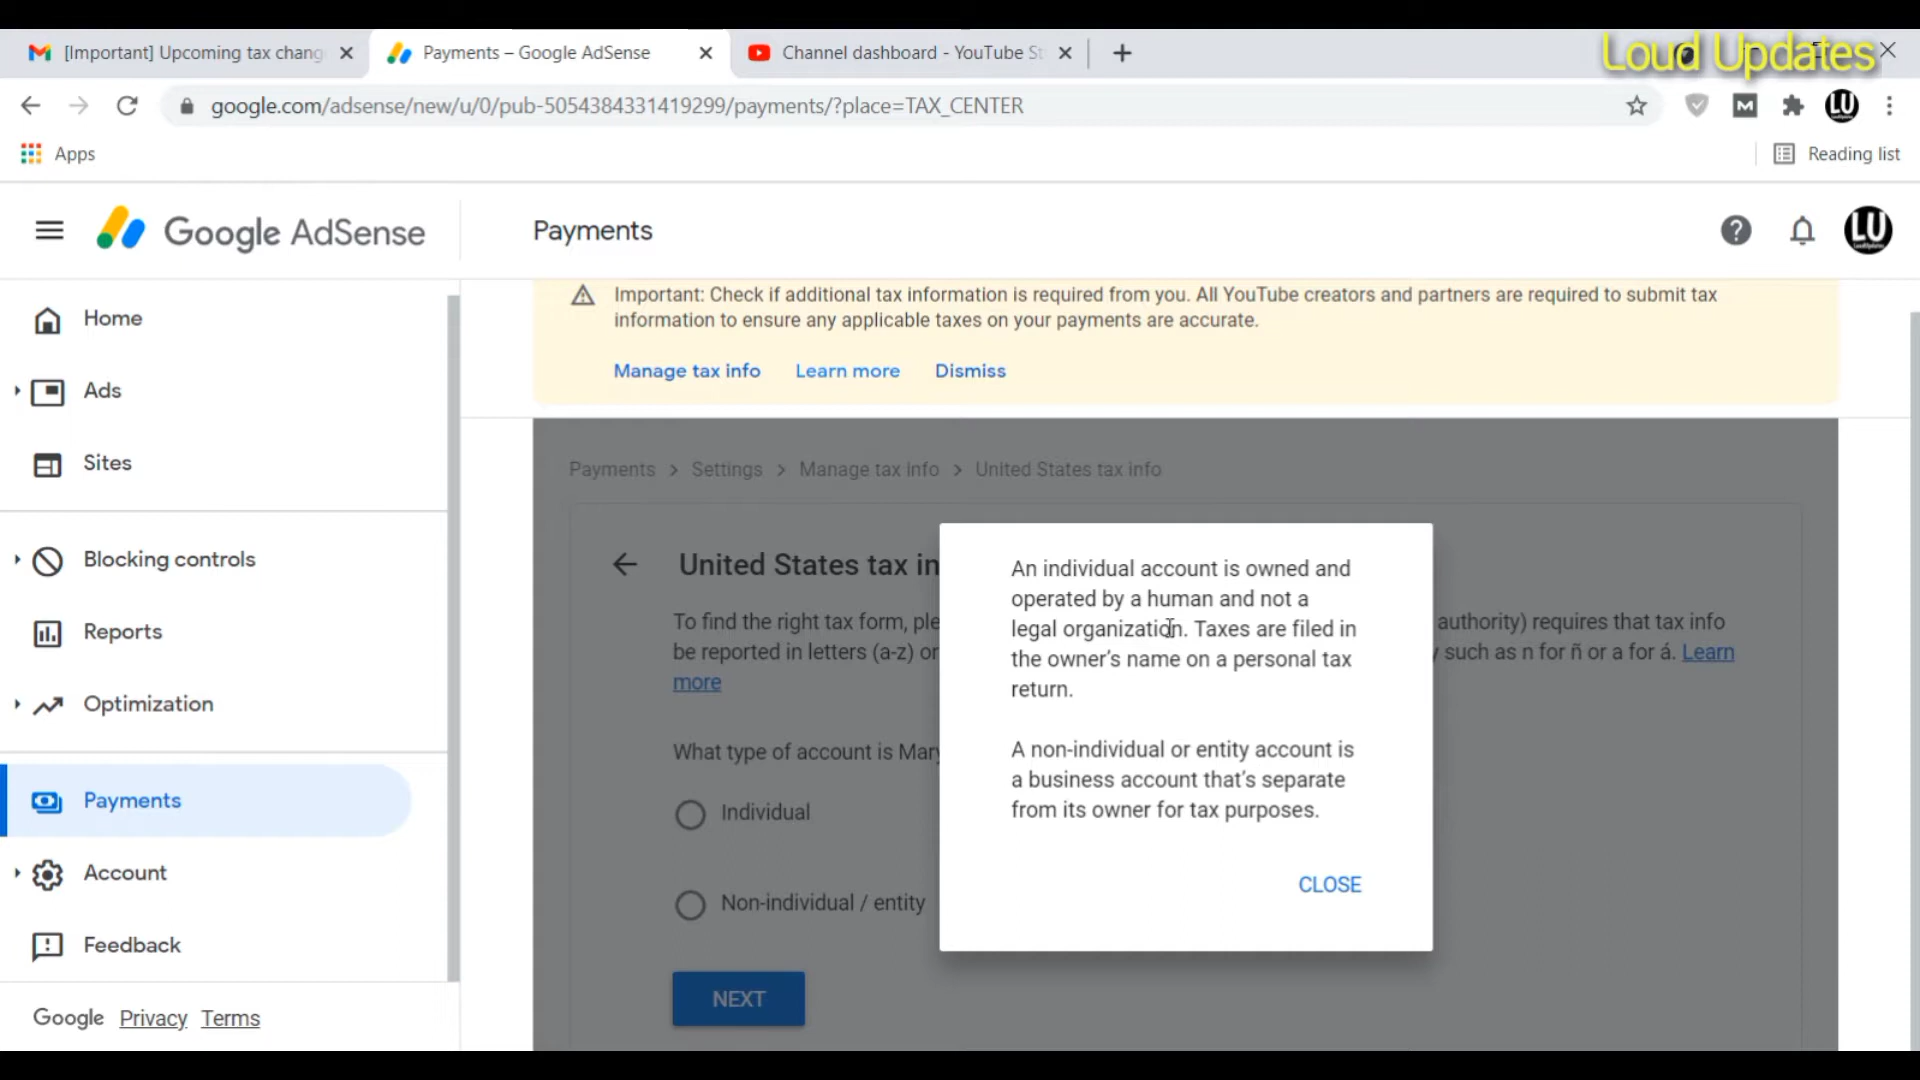 [Important] Upcoming tax chang
Payments – Google AdSense
Channel dashboard - YouTube St
Loud Updates
google.com/adsense/new/u/0/pub-5054384331419299/payments/?place=TAX_CENTER
LU
Apps
Reading list
Google AdSense
Payments
LU
Home
Ads
Sites
Blocking controls
Reports
Optimization
Payments
Account
Feedback
Google Privacy Terms
Important: Check if additional tax information is required from you. All YouTube creators and partners are required to submit tax
information to ensure any applicable taxes on your payments are accurate.
Manage tax info Learn more Dismiss
Payments > Settings > Manage tax info > United States tax info
United States tax in
To find the right tax form, ple authority) requires that tax info
be reported in letters (a-z) or y such as n for ñ or a for á. Learn
more
What type of account is Mary
Individual
Non-individual / entity
NEXT
An individual account is owned and
operated by a human and not a
legal organization. Taxes are filed in
the owner's name on a personal tax
return.
A non-individual or entity account is
a business account that's separate
from its owner for tax purposes.
CLOSE